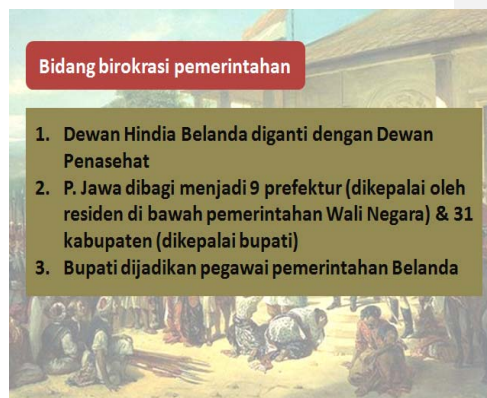 Bidang birokrasi pemerintahan
1. Dewan Hindia Belanda diganti dengan Dewan
Penasehat
2. P. Jawa dibagi menjadi 9 prefektur (dikepalai oleh
residen di bawah pemerintahan Wali Negara) & 31
kabupaten (dikepalai bupati)
3. Bupati dijadikan pegawai pemerintahan Belanda